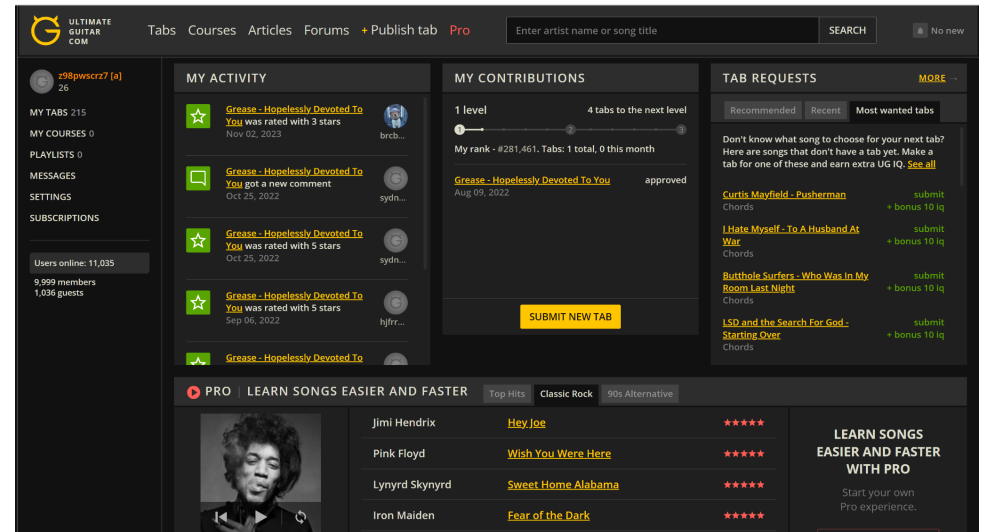 ULTIMATE
GUITAR
COM
Tabs Courses Articles Forums + Publish tab Pro
Enter artist name or song title
SEARCH
No new
z98pwscrz7 [a]
26
MY TABS 215
MY COURSES 0
PLAYLISTS 0
MESSAGES
SETTINGS
SUBSCRIPTIONS
Users online: 11,035
9,999 members
1,036 guests
MY ACTIVITY
Grease - Hopelessly Devoted To
You was rated with 3 stars
Nov 02, 2023
brcb...
Grease - Hopelessly Devoted To
You got a new comment
Oct 25, 2022
sydn...
Grease - Hopelessly Devoted To
You was rated with 5 stars
Oct 25, 2022
sydn...
Grease - Hopelessly Devoted To
You was rated with 5 stars
Sep 06, 2022
hjfrr...
Grease - Hopelessly Devoted To
MY CONTRIBUTIONS
1 level
4 tabs to the next level
1 2 3
My rank - #281,461. Tabs: 1 total, 0 this month
Grease - Hopelessly Devoted To You approved
Aug 09, 2022
SUBMIT NEW TAB
TAB REQUESTS
MORE →
Recommended Recent Most wanted tabs
Don't know what song to choose for your next tab?
Here are songs that don't have a tab yet. Make a
tab for one of these and earn extra UG IQ. See all
Curtis Mayfield - Pusherman submit
Chords + bonus 10 iq
I Hate Myself - To A Husband At submit
War + bonus 10 iq
Chords
Butthole Surfers - Who Was In My submit
Room Last Night + bonus 10 iq
Chords
LSD and the Search For God - submit
Starting Over + bonus 10 iq
Chords
PRO | LEARN SONGS EASIER AND FASTER
Top Hits Classic Rock 90s Alternative
Jimi Hendrix Hey Joe
Pink Floyd Wish You Were Here
Lynyrd Skynyrd Sweet Home Alabama
Iron Maiden Fear of the Dark
LEARN SONGS
EASIER AND FASTER
WITH PRO
Start your own
Pro experience.